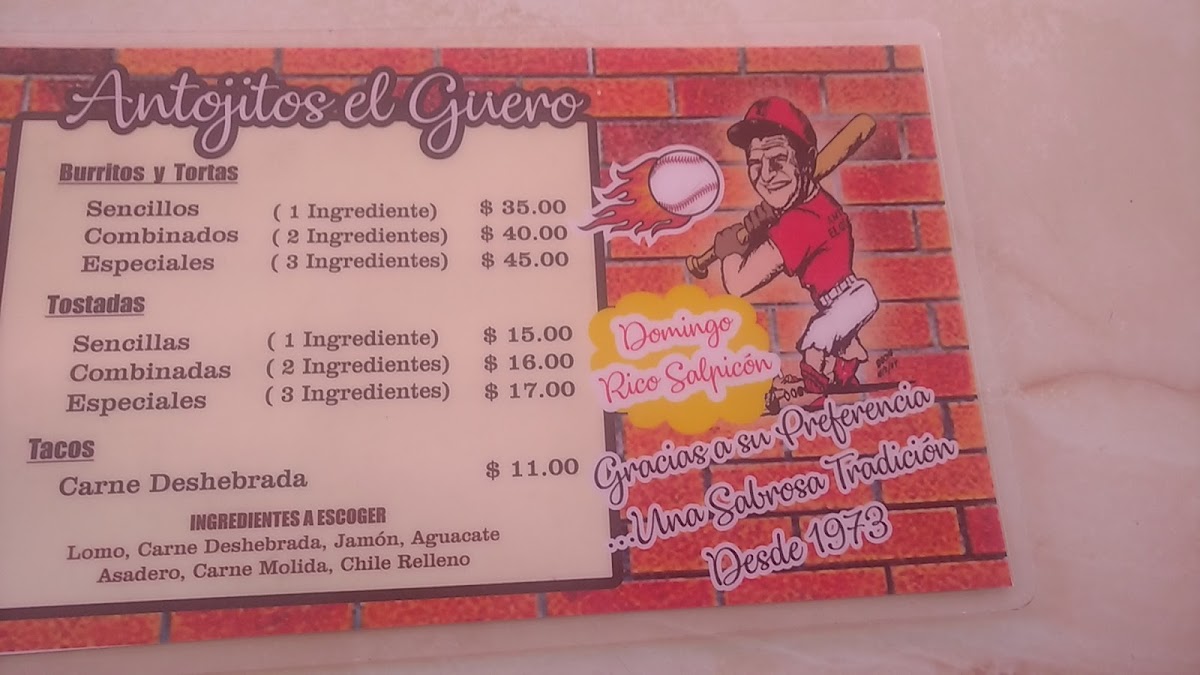 Antojitos el Güero
Burritos y Tortas
Sencillos ( 1 Ingrediente) $ 35.00
Combinados ( 2 Ingredientes) $ 40.00
Especiales ( 3 Ingredientes) $ 45.00
Tostadas
Sencillas ( 1 Ingrediente) $ 15.00
Combinadas ( 2 Ingredientes) $ 16.00
Especiales ( 3 Ingredientes) $ 17.00
Tacos
Carne Deshebrada $ 11.00
INGREDIENTES A ESCOGER
Lomo, Carne Deshebrada, Jamón, Aguacate
Asadero, Carne Molida, Chile Relleno
Domingo
Rico Salpicón
Gracias a su Preferencia
...Una Sabrosa Tradición
Desde 1973